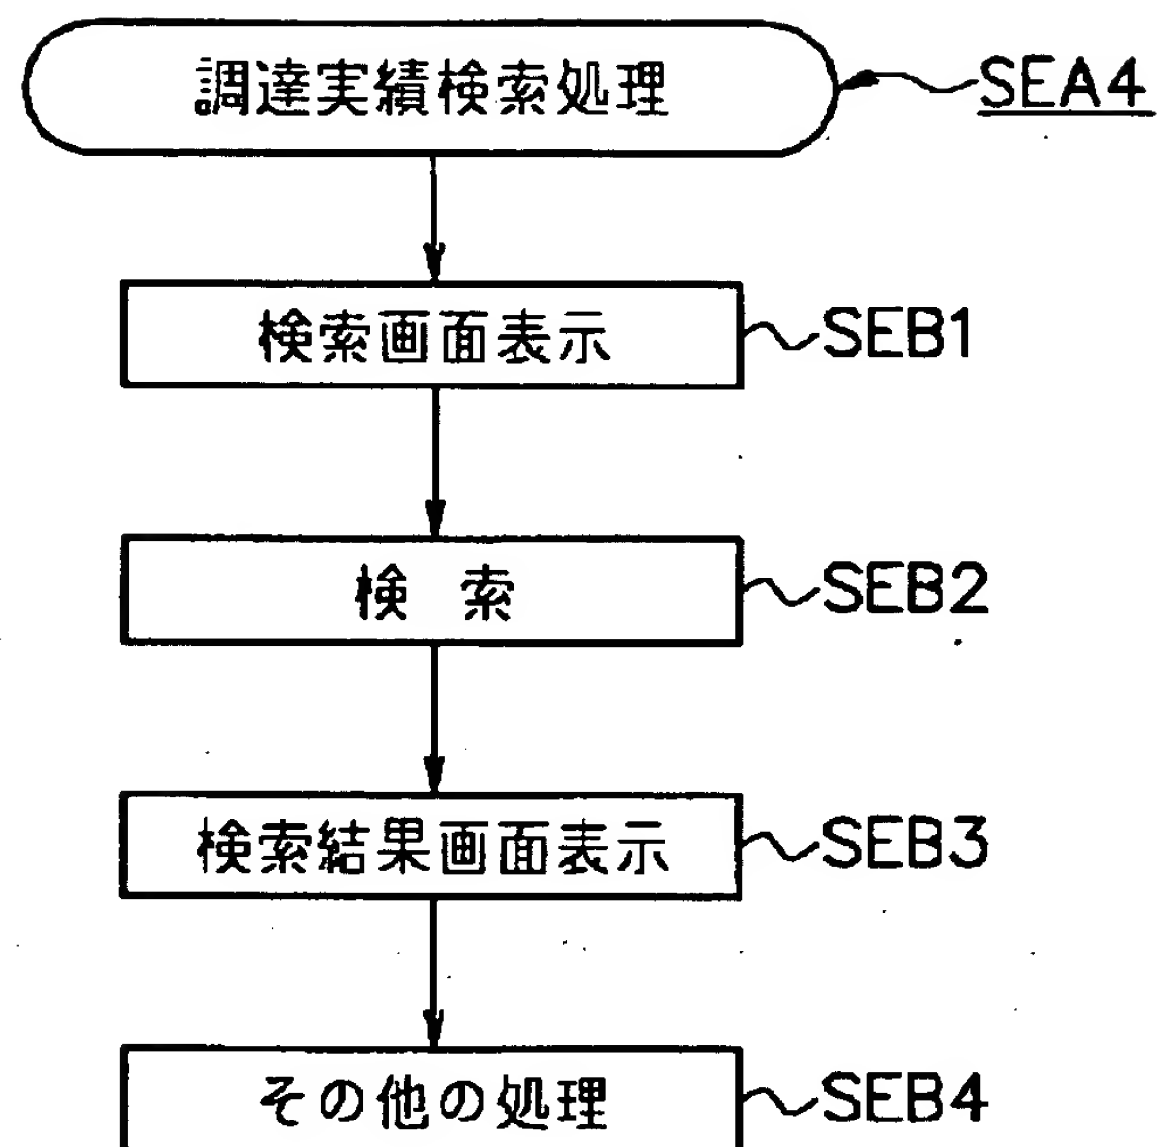 調達実績検索処理 SEA4
検索画面表示 SEB1
検 索 SEB2
検索結果画面表示 SEB3
その他の処理 SEB4